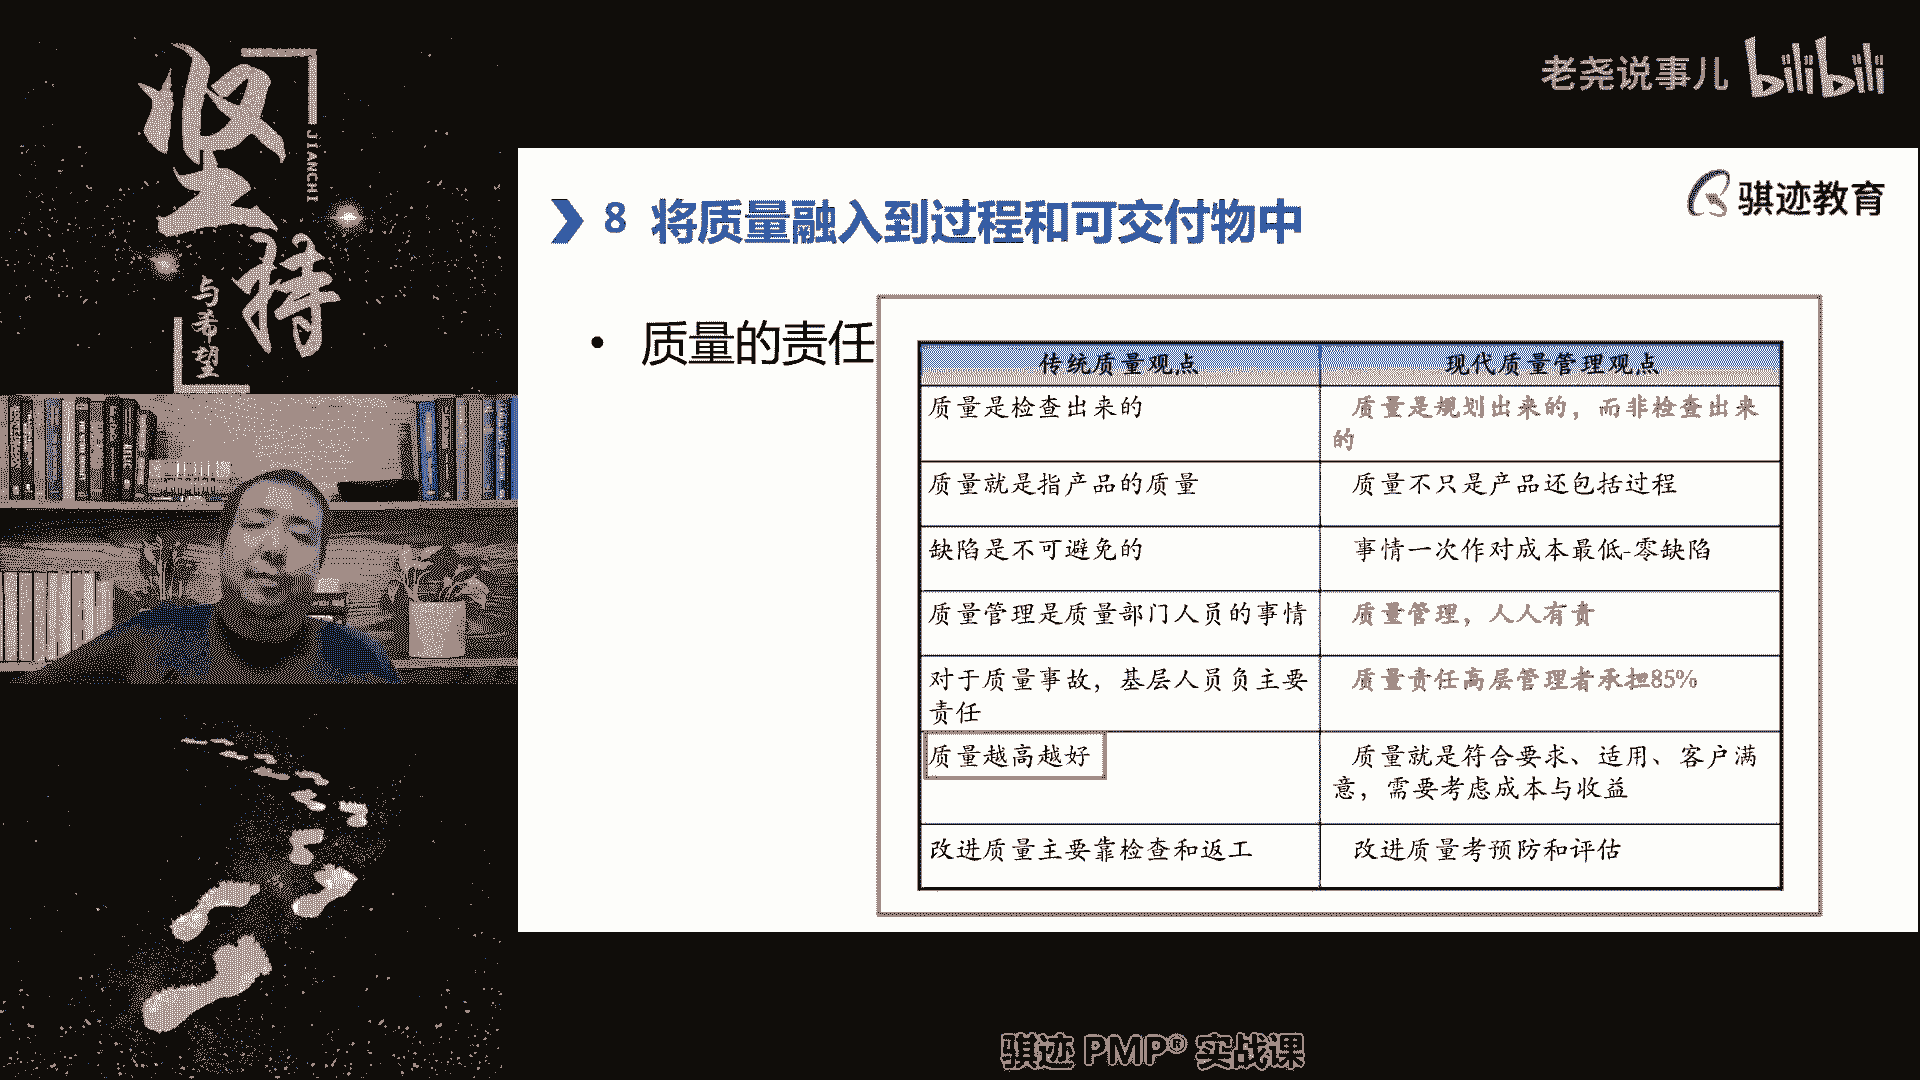 坚持
JIANCHI
与希望
老尧说事儿 bilibili
骐迹教育
8 将质量融入到过程和可交付物中
• 质量的责任
传统质量观点 现代质量管理观点
质量是检查出来的 质量是规划出来的，而非检查出来
的
质量就是指产品的质量 质量不只是产品还包括过程
缺陷是不可避免的 事情一次作对成本最低-零缺陷
质量管理是质量部门人员的事情 质量管理，人人有责
对于质量事故，基层人员负主要 质量责任高层管理者承担85%
责任
质量越高越好 质量就是符合要求、适用、客户满
意，需要考虑成本与收益
改进质量主要靠检查和返工 改进质量考预防和评估
骐迹 PMP® 实战课